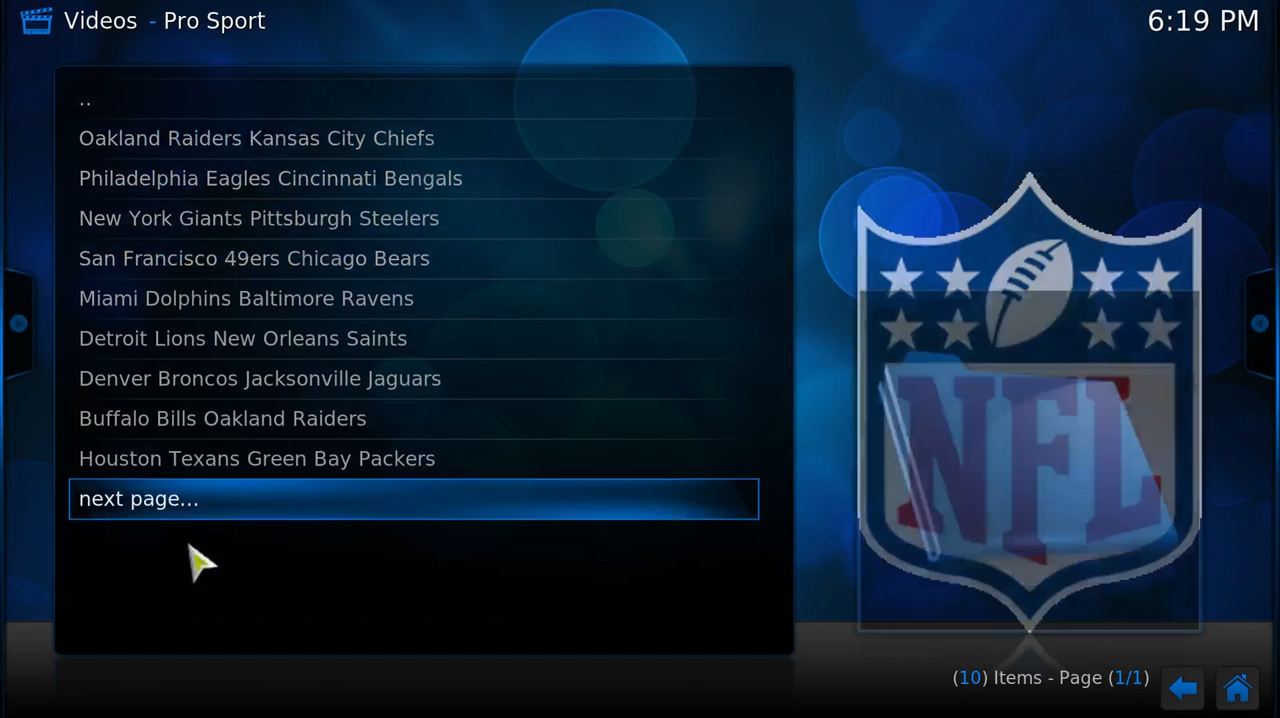 Videos - Pro Sport
6:19 PM
..
Oakland Raiders Kansas City Chiefs
Philadelphia Eagles Cincinnati Bengals
New York Giants Pittsburgh Steelers
San Francisco 49ers Chicago Bears
Miami Dolphins Baltimore Ravens
Detroit Lions New Orleans Saints
Denver Broncos Jacksonville Jaguars
Buffalo Bills Oakland Raiders
Houston Texans Green Bay Packers
next page...
NFL
(10) Items - Page (1/1)